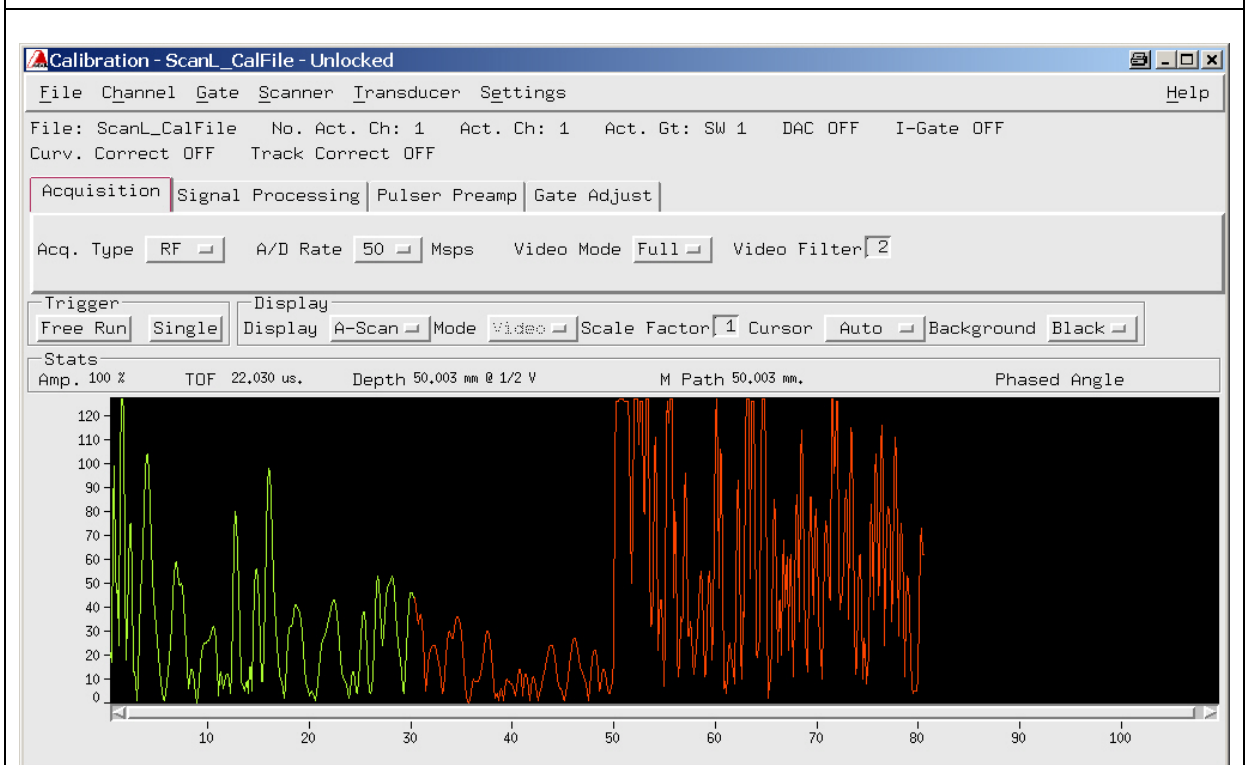 Calibration - ScanL_CalFile - Unlocked
File Channel Gate Scanner Transducer Settings Help
File: ScanL_CalFile No. Act. Ch: 1 Act. Ch: 1 Act. Gt: SW 1 DAC OFF I-Gate OFF
Curv. Correct OFF Track Correct OFF
Acquisition Signal Processing Pulser Preamp Gate Adjust
Acq. Type RF A/D Rate 50 Msps Video Mode Full Video Filter 2
Trigger Display
Free Run Single Display A-Scan Mode Video Scale Factor 1 Cursor Auto Background Black
Stats
Amp. 100 % TOF 22.030 us. Depth 50.003 mm @ 1/2 V M Path 50.003 mm. Phased Angle
120
110
100
90
80
70
60
50
40
30
20
10
0
10 20 30 40 50 60 70 80 90 100